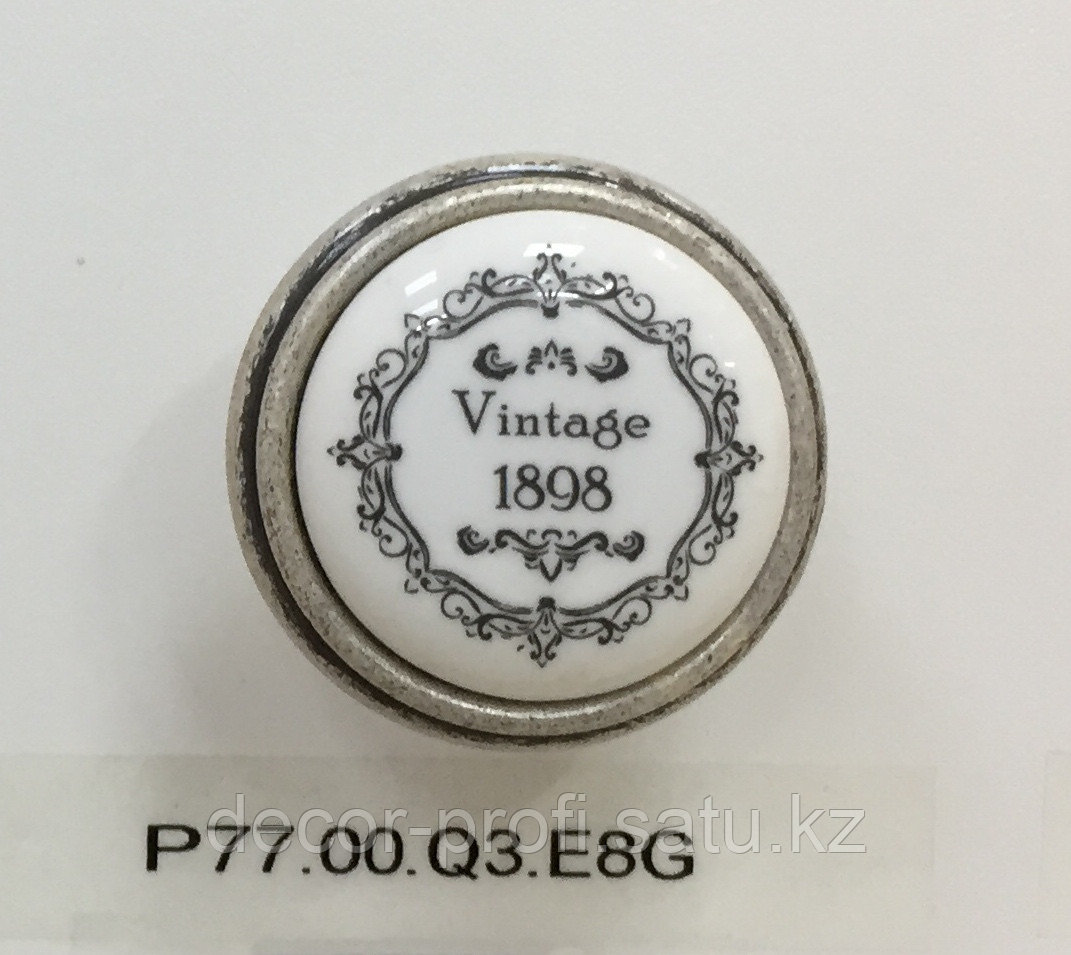 Vintage
1898
decor-profi.satu.kz
P77.00.Q3.E8G